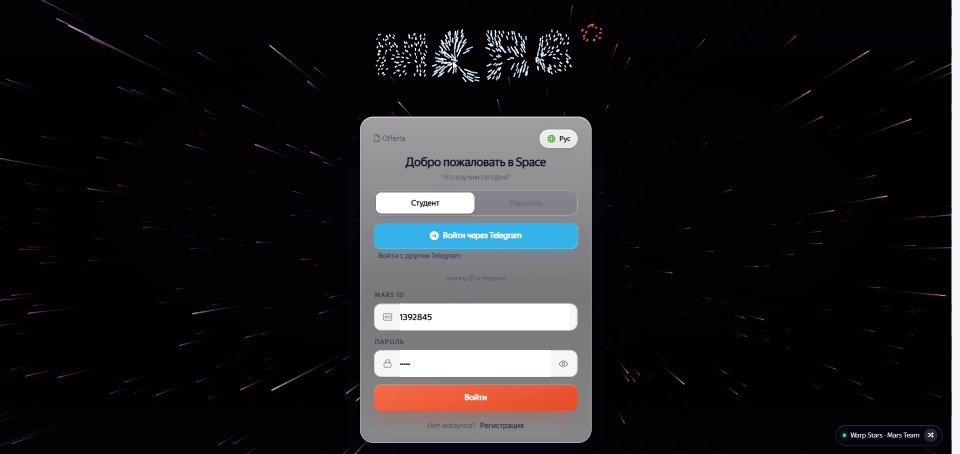 MARS
Offerta
Рус
Добро пожаловать в Space
Что изучим сегодня?
Студент
Родитель
Войти через Telegram
Войти с другим Telegram
или по ID и паролю
MARS ID
1392845
ПАРОЛЬ
Войти
Нет аккаунта? Регистрация
Warp Stars · Mars Team